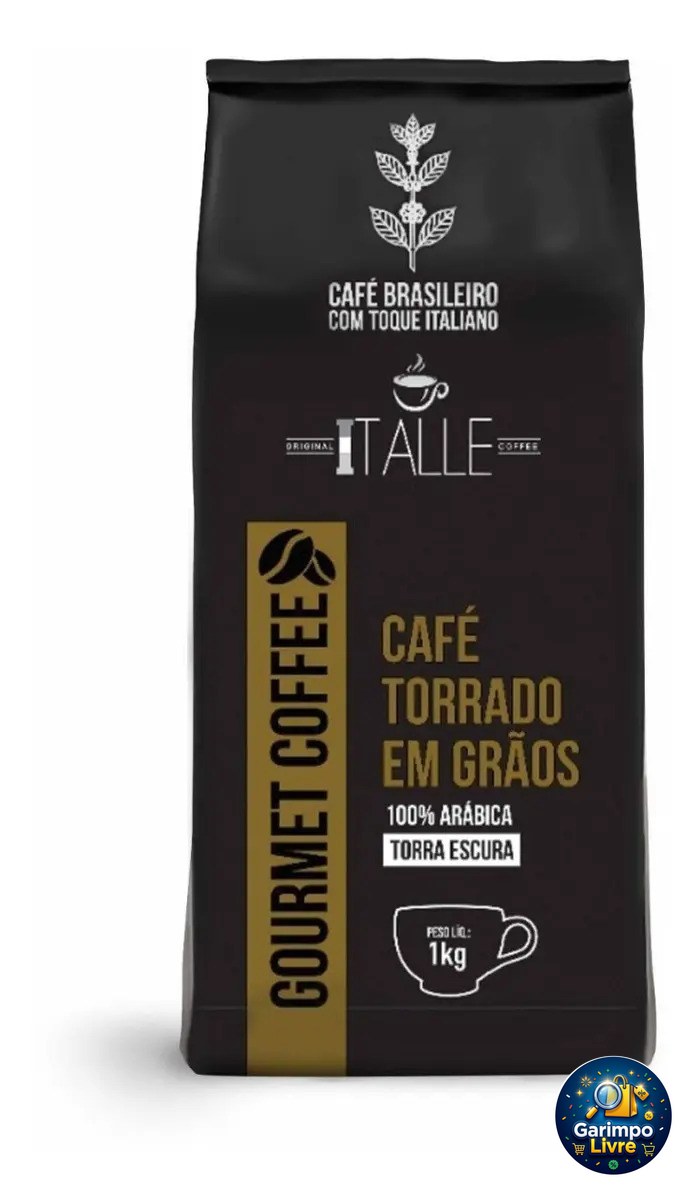 CAFÉ BRASILEIRO
COM TOQUE ITALIANO
ORIGINAL ITALLE COFFEE
GOURMET COFFEE
CAFÉ
TORRADO
EM GRÃOS
100% ARÁBICA
TORRA ESCURA
PESO LÍQ.:
1kg
Garimpo
Livre